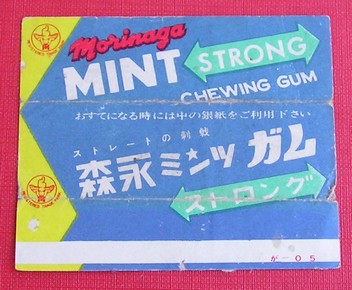 Morinaga
MINT STRONG
CHEWING GUM
おすてになる時には中の銀紙をご利用下さい
ストレートの刺戟
森永ミンツ ガム
ストロング
が-05